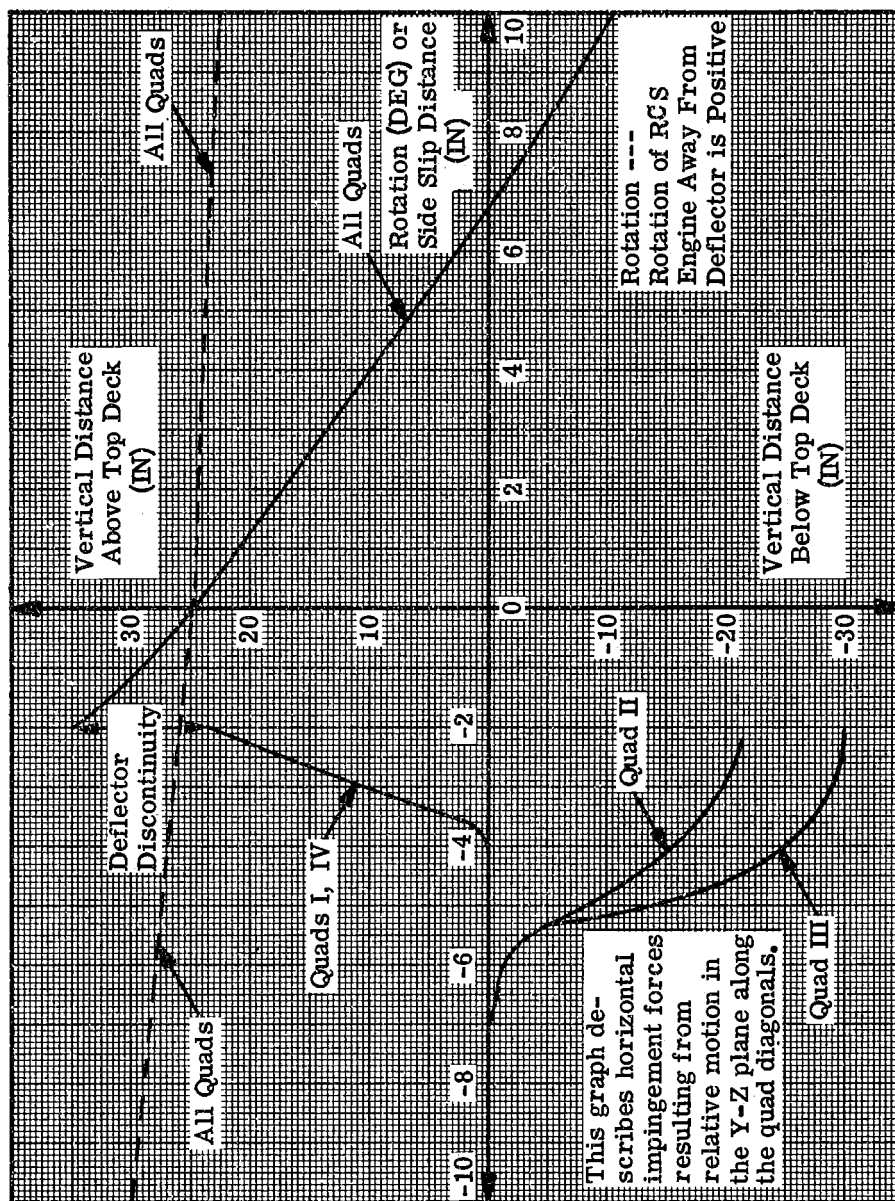 Vertical Distance
Above Top Deck
(IN)
All Quads
Deflector
Discontinuity
All Quads
Quads I, IV
All Quads
Rotation (DEG) or
Side Slip Distance
(IN)
30
20
10
-10
-8
-6
-4
-2
0
2
4
6
8
10
-10
-20
-30
Quad II
Quad III
This graph de-
scribes horizontal
impingement forces
resulting from
relative motion in
the Y-Z plane along
the quad diagonals.
Rotation ---
Rotation of RCS
Engine Away From
Deflector is Positive
Vertical Distance
Below Top Deck
(IN)